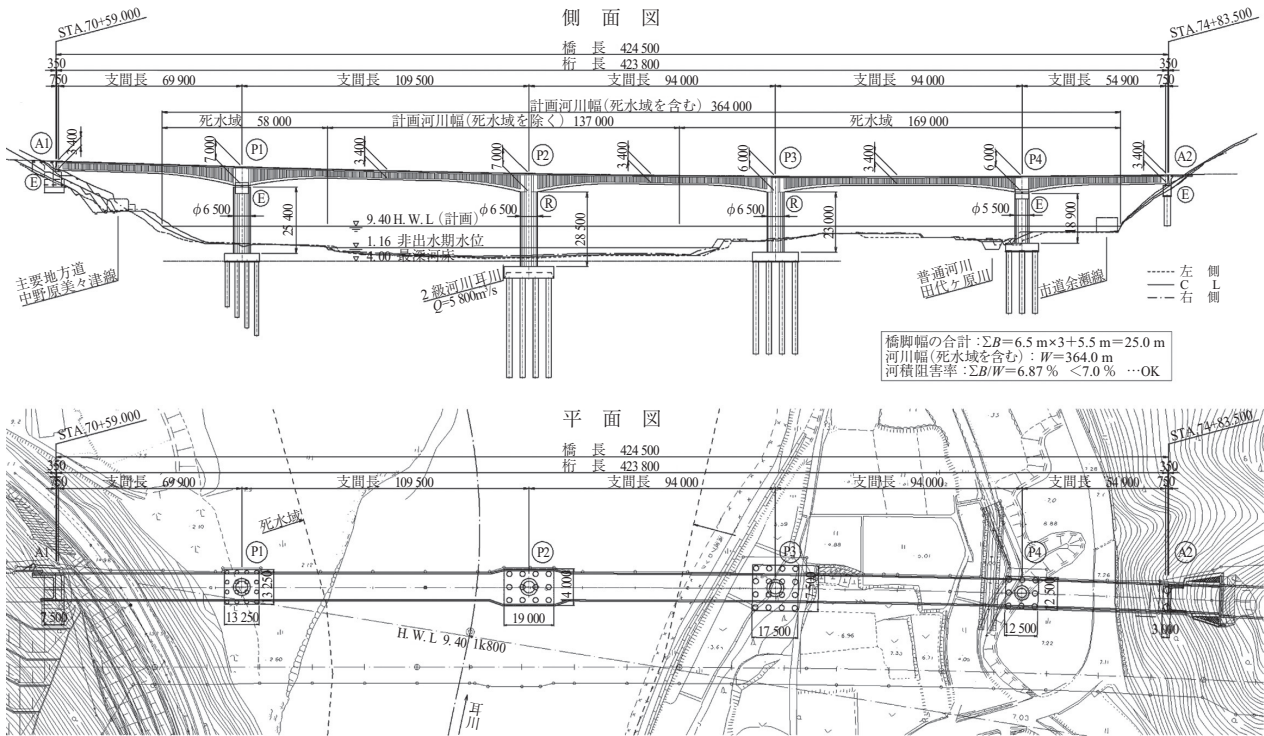 側面図
STA.70+59.000
STA.74+83.500
橋長 424 500
350 桁長 423 800 350
750 支間長 69 900 支間長 109 500 支間長 94 000 支間長 94 000 支間長 54 900 750
計画河川幅(死水域を含む) 364 000
死水域 58 000 計画河川幅(死水域を除く) 137 000 死水域 169 000
A1 P1 P2 P3 P4 A2
7 000 3 400 7 000 3 400 6 000 3 400 6 000 3 400
E E R R E E
φ6 500 φ6 500 φ6 500 φ5 500
25 400 28 500 23 000 18 900
9.40 H. W. L (計画)
1.16 非出水期水位
4.00 最深河床
主要地方道
中野原美々津線
2級河川耳川
Q=5 800m³/s
普通河川
田代ヶ原川
市道余瀬線
左側
C L
右側
橋脚幅の合計:ΣB=6.5 m×3+5.5 m=25.0 m
河川幅(死水域を含む):W=364.0 m
河積阻害率:ΣB/W=6.87 % <7.0 % …OK
平面図
STA.70+59.000
STA.74+83.500
橋長 424 500
350 桁長 423 800 350
750 支間長 69 900 支間長 109 500 支間長 94 000 支間長 94 000 支間長 54 900 750
死水域
A1 P1 P2 P3 P4 A2
13 250 14 000 17 500 12 500
7 500 13 250 19 000 17 500 12 500
H. W. L 9. 40 1k800
耳川